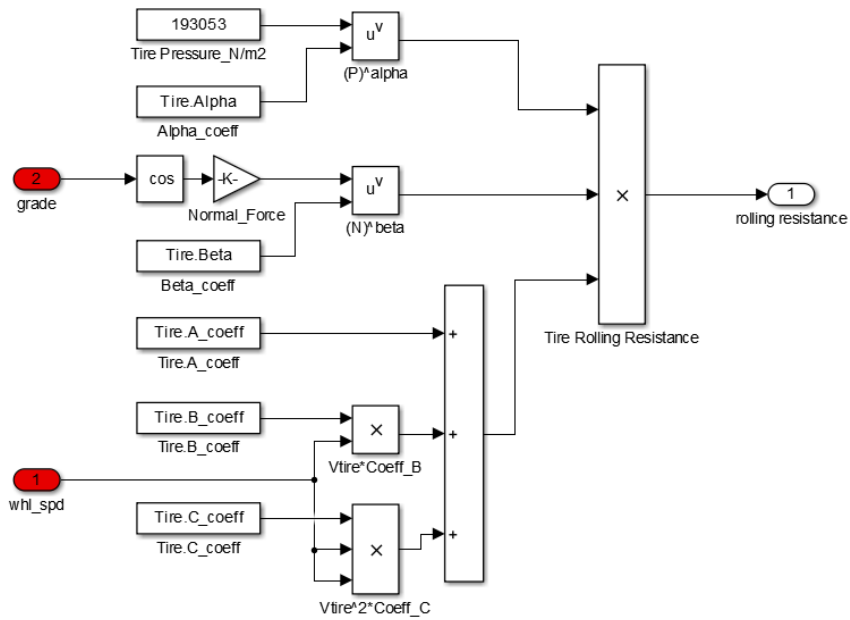 193053
Tire Pressure_N/m2
u^v
(P)^alpha
Tire.Alpha
Alpha_coeff
2
grade
cos
-K-
Normal_Force
u^v
(N)^beta
Tire.Beta
Beta_coeff
×
Tire Rolling Resistance
1
rolling resistance
Tire.A_coeff
Tire.A_coeff
+
Tire.B_coeff
Tire.B_coeff
×
Vtire*Coeff_B
+
1
whl_spd
Tire.C_coeff
Tire.C_coeff
×
Vtire^2*Coeff_C
+